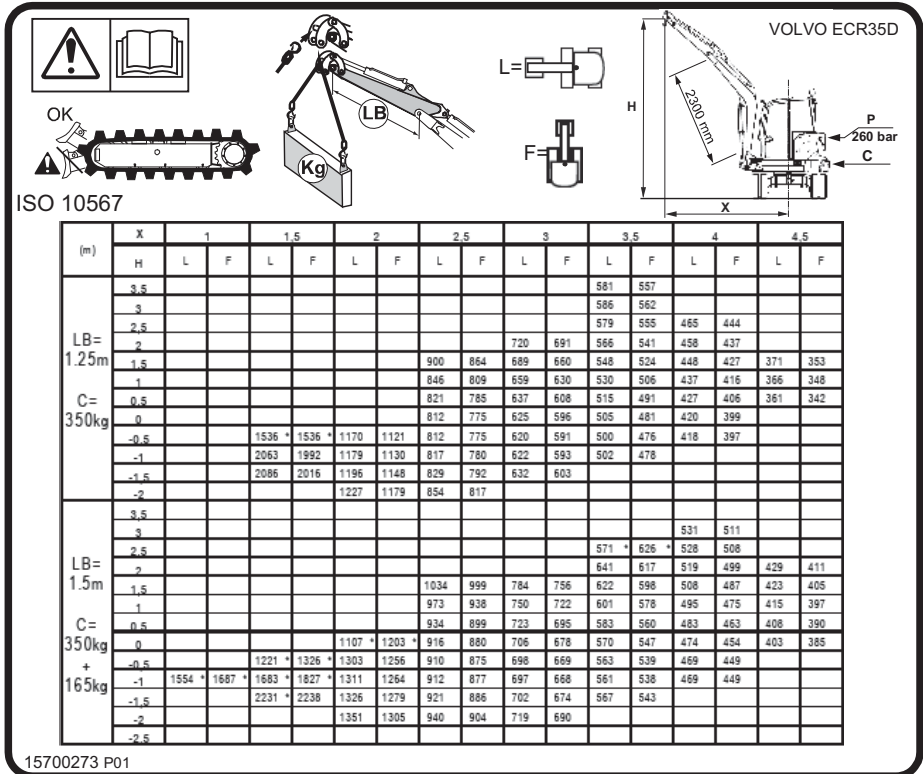 VOLVO ECR35D
L=
H
LB
2300 mm
P
260 bar
C
OK
Kg
F=
X
ISO 10567
(m) X 1 1,5 2 2,5 3 3,5 4 4,5
H L F L F L F L F L F L F L F L F
LB= 1.25m C= 350kg
3.5 581 557
3 586 562
2,5 579 555 465 444
2 720 691 566 541 458 437
1.5 900 864 689 660 548 524 448 427 371 353
1 846 809 659 630 530 506 437 416 366 348
0.5 821 785 637 608 515 491 427 406 361 342
0 812 775 625 596 505 481 420 399
-0.5 1536 * 1536 * 1170 1121 812 775 620 591 500 476 418 397
-1 2063 1992 1179 1130 817 780 622 593 502 478
-1,5 2086 2016 1196 1148 829 792 632 603
-2 1227 1179 854 817
LB= 1.5m C= 350kg + 165kg
3,5
3 531 511
2.5 571 * 626 * 528 508
2 641 617 519 499 429 411
1,5 1034 999 784 756 622 598 508 487 423 405
1 973 938 750 722 601 578 495 475 415 397
0.5 934 899 723 695 583 560 483 463 408 390
0 1107 * 1203 * 916 880 706 678 570 547 474 454 403 385
-0,5 1221 * 1326 * 1303 1256 910 875 698 669 563 539 469 449
-1 1554 * 1687 * 1683 * 1827 * 1311 1264 912 877 697 668 561 538 469 449
-1,5 2231 * 2238 1326 1279 921 886 702 674 567 543
-2 1351 1305 940 904 719 690
-2.5
15700273 P01